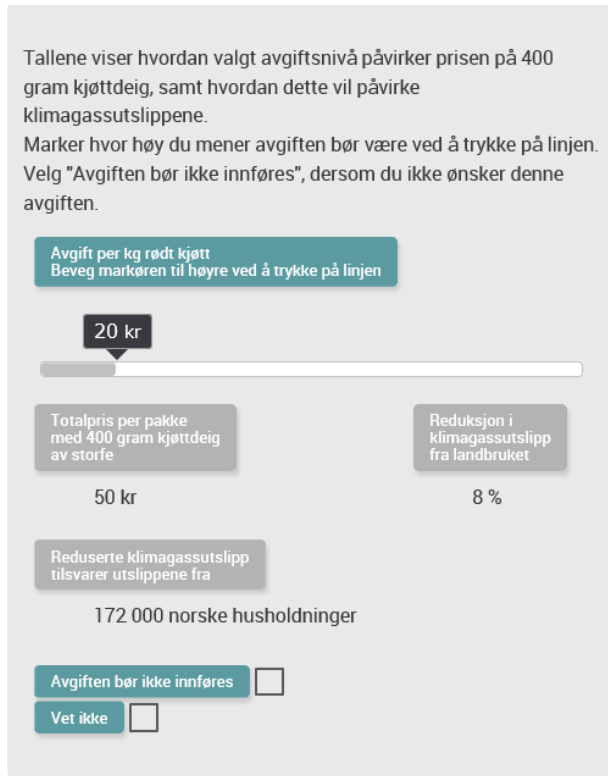 Tallene viser hvordan valgt avgiftsnivå påvirker prisen på 400
gram kjøttdeig, samt hvordan dette vil påvirke
klimagassutslippene.
Marker hvor høy du mener avgiften bør være ved å trykke på linjen.
Velg "Avgiften bør ikke innføres", dersom du ikke ønsker denne
avgiften.
Avgift per kg rødt kjøtt
Beveg markøren til høyre ved å trykke på linjen
20 kr
Totalpris per pakke
med 400 gram kjøttdeig
av storfe
50 kr
Reduksjon i
klimagassutslipp
fra landbruket
8 %
Reduserte klimagassutslipp
tilsvarer utslippene fra
172 000 norske husholdninger
Avgiften bør ikke innføres
Vet ikke